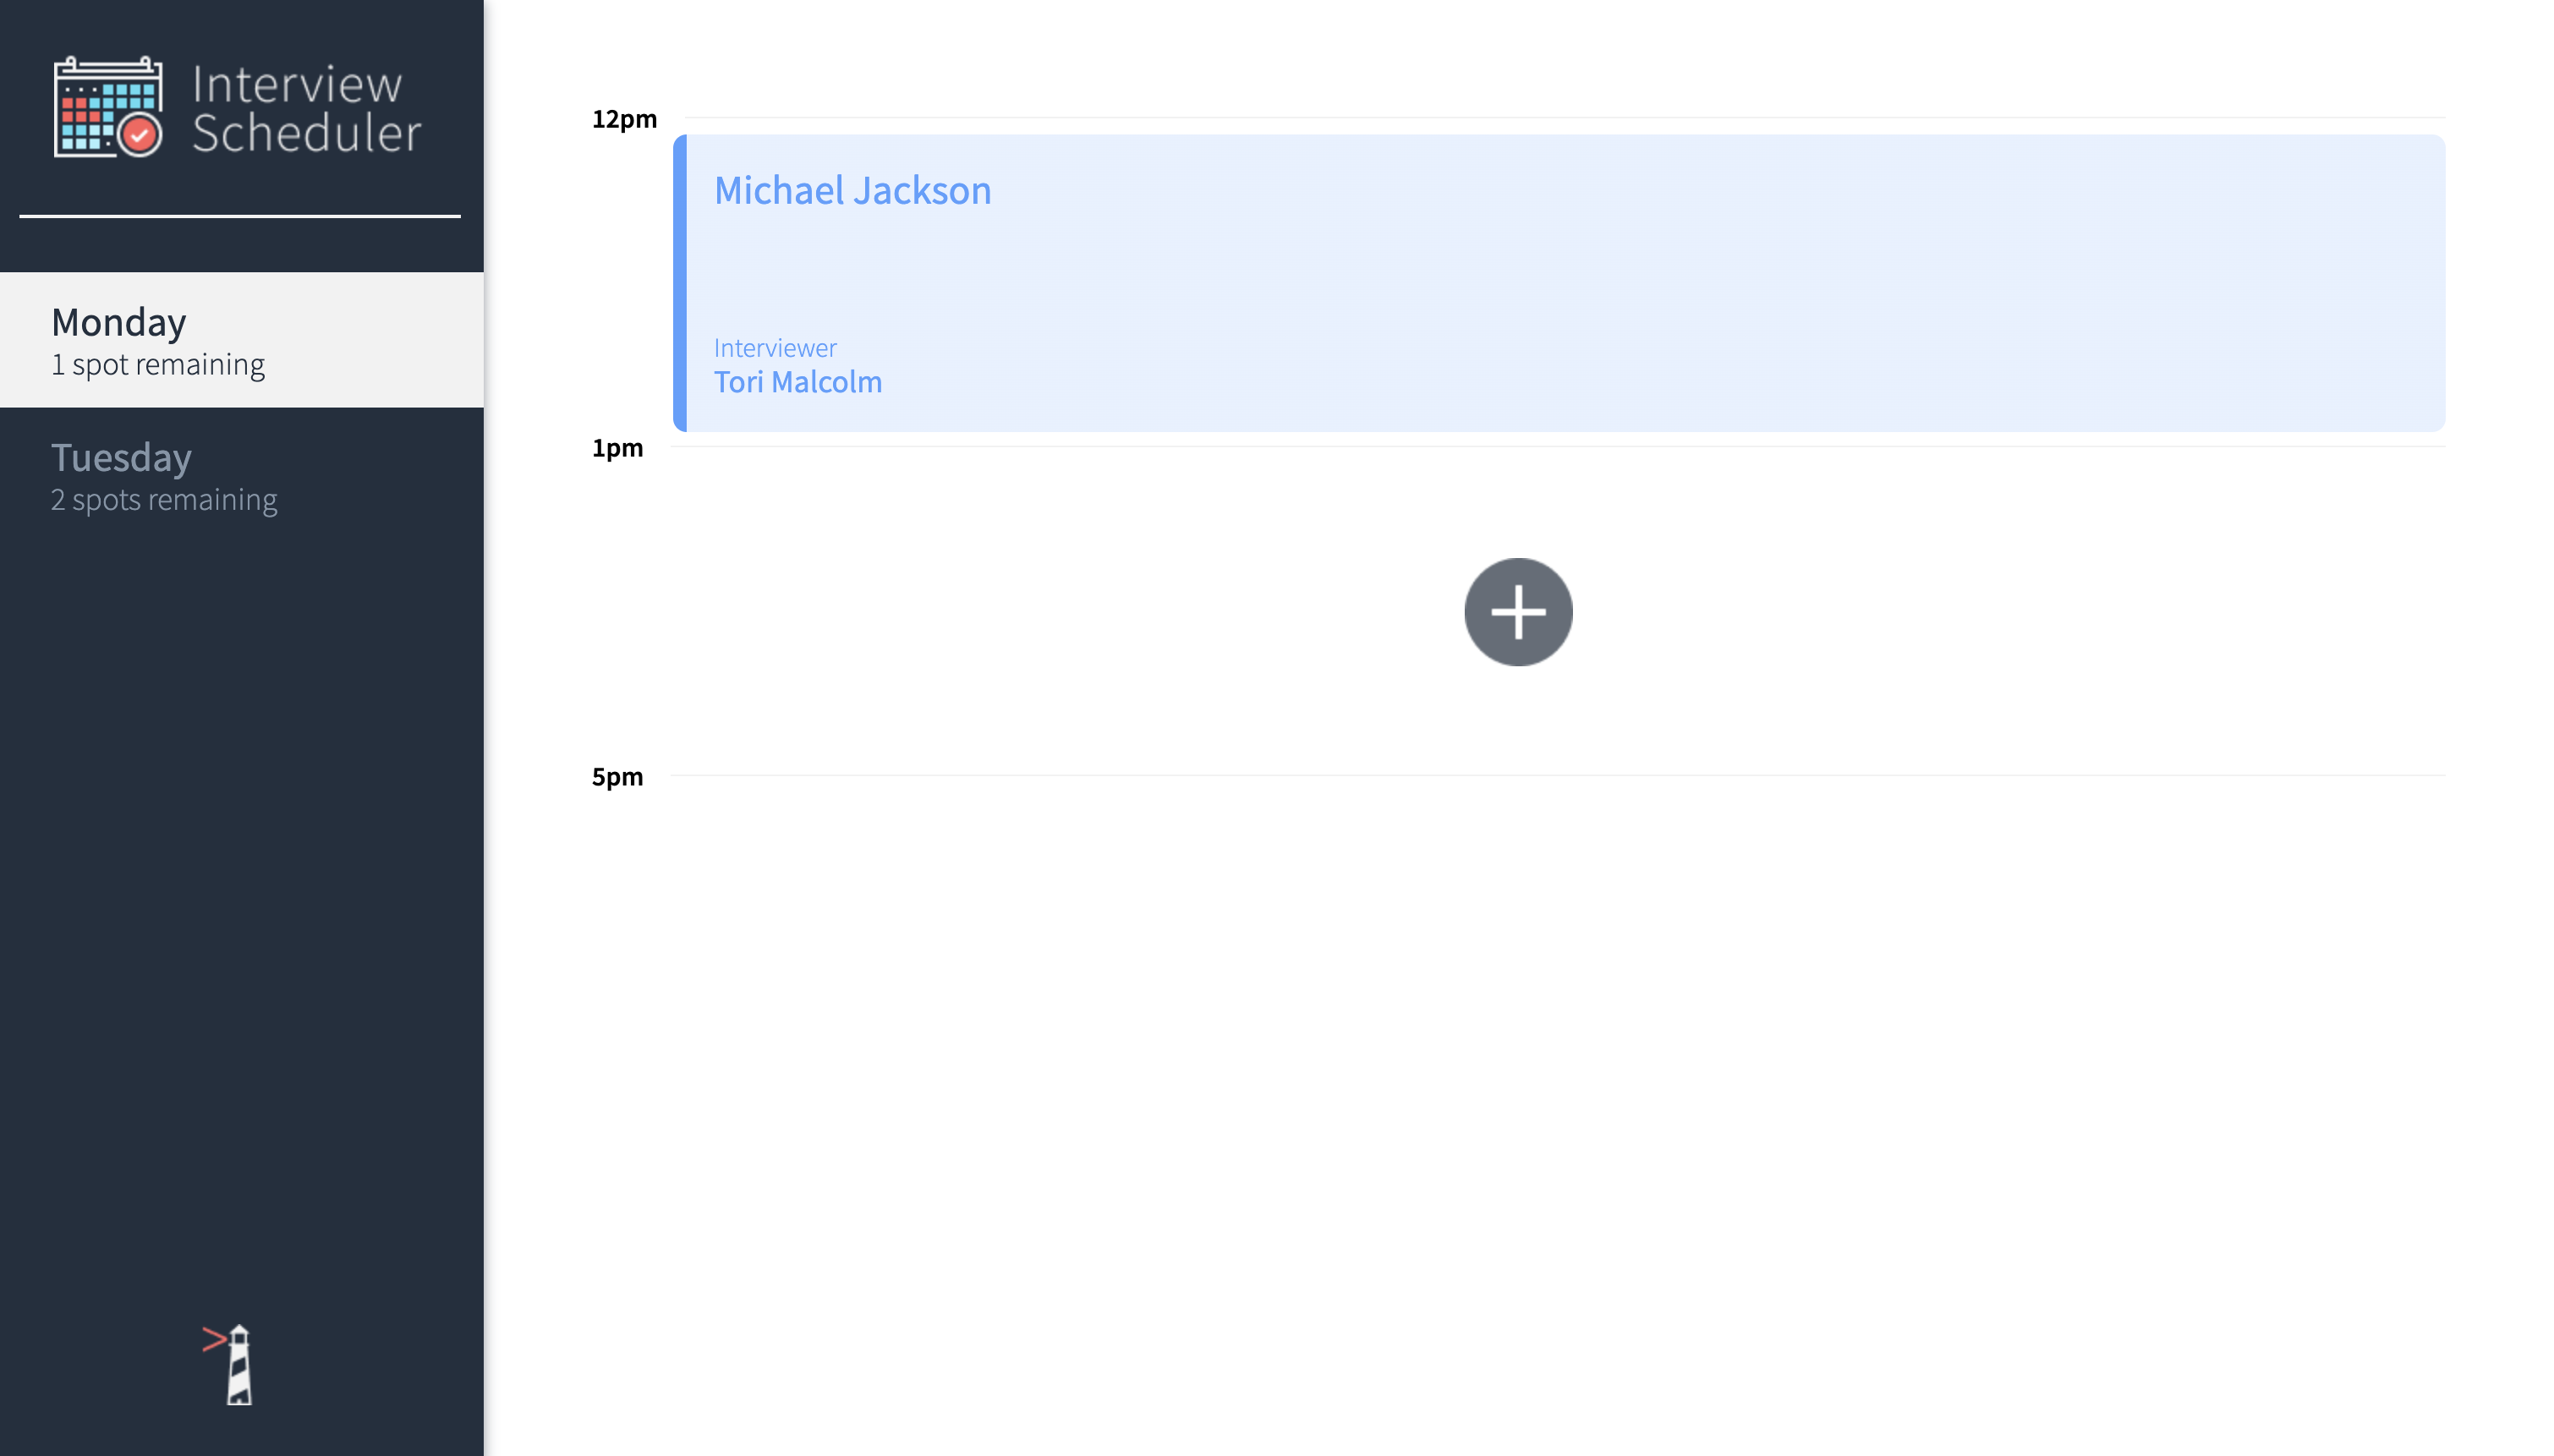 Interview
Scheduler
Monday
1 spot remaining
Tuesday
2 spots remaining
12pm
Michael Jackson
Interviewer
Tori Malcolm
1pm
5pm